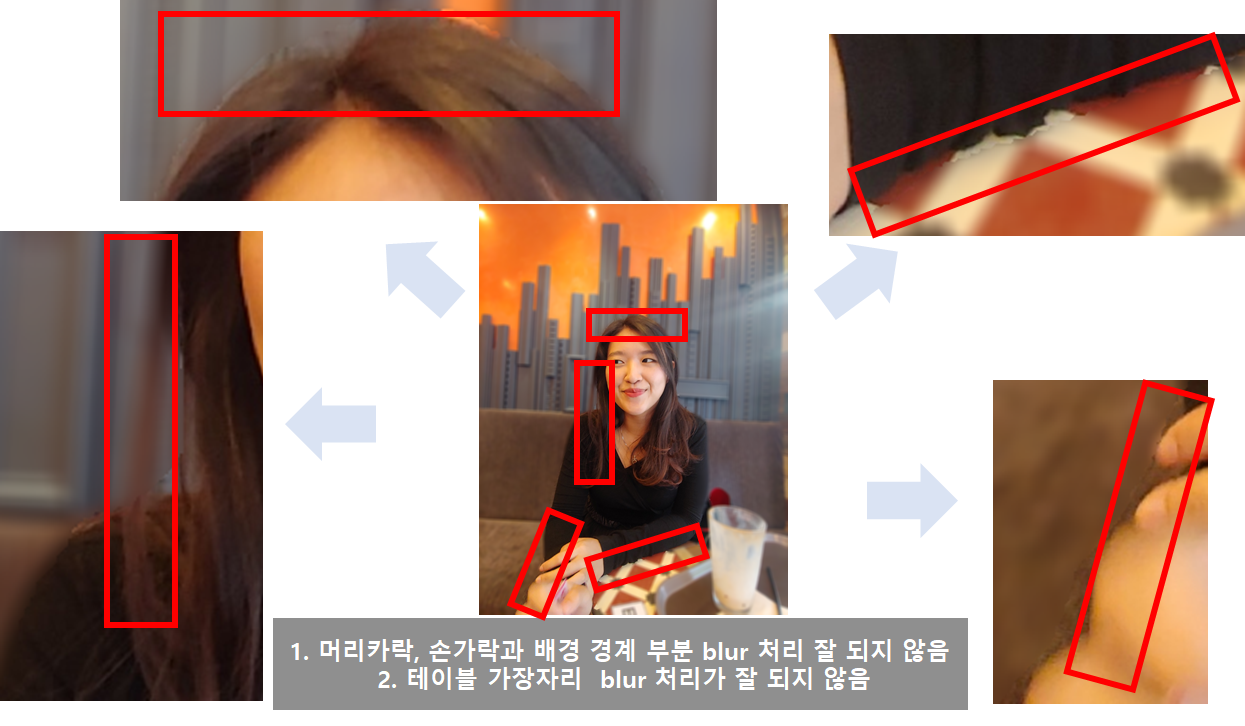 1. 머리카락, 손가락과 배경 경계 부분 blur 처리 잘 되지 않음
2. 테이블 가장자리  blur 처리가 잘 되지 않음